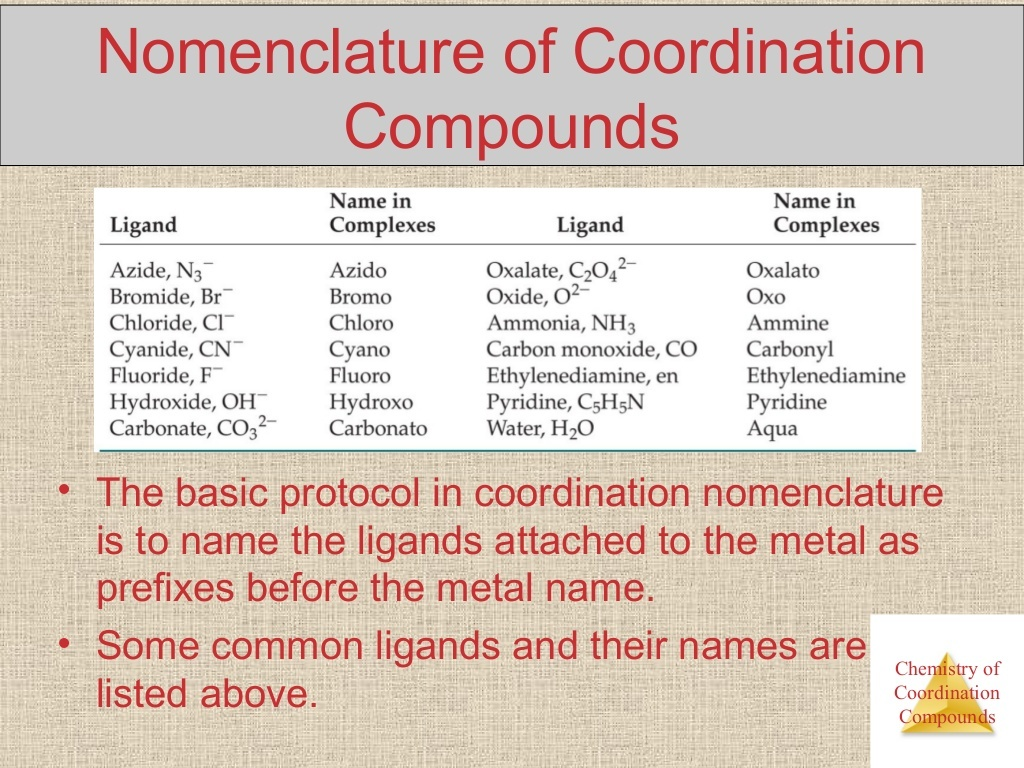 Nomenclature of Coordination
Compounds
Ligand Name in Complexes Ligand Name in Complexes
Azide, N₃⁻ Azido Oxalate, C₂O₄²⁻ Oxalato
Bromide, Br⁻ Bromo Oxide, O²⁻ Oxo
Chloride, Cl⁻ Chloro Ammonia, NH₃ Ammine
Cyanide, CN⁻ Cyano Carbon monoxide, CO Carbonyl
Fluoride, F⁻ Fluoro Ethylenediamine, en Ethylenediamine
Hydroxide, OH⁻ Hydroxo Pyridine, C₅H₅N Pyridine
Carbonate, CO₃²⁻ Carbonato Water, H₂O Aqua
• The basic protocol in coordination nomenclature
is to name the ligands attached to the metal as
prefixes before the metal name.
• Some common ligands and their names are
listed above.
Chemistry of
Coordination
Compounds